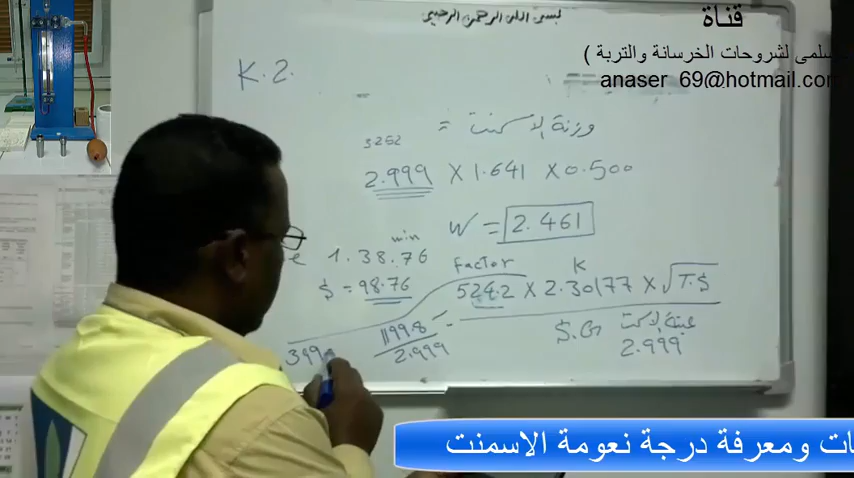 بسم الله الرحمن الرحيم
قناة
لشروحات الخرسانة والتربة )
anaser_69@hotmail.com
K.2.
وزنة الاسمنت =
3252
2.999 X 1.641 X 0.500
W = 2.461
min
1.38.76
$ = 98.76
Factor K
524.2 X 2.30177 X √T.$
S.G عينة الاسمنت
2.999
1199.8
2.999
399
ات ومعرفة درجة نعومة الاسمنت